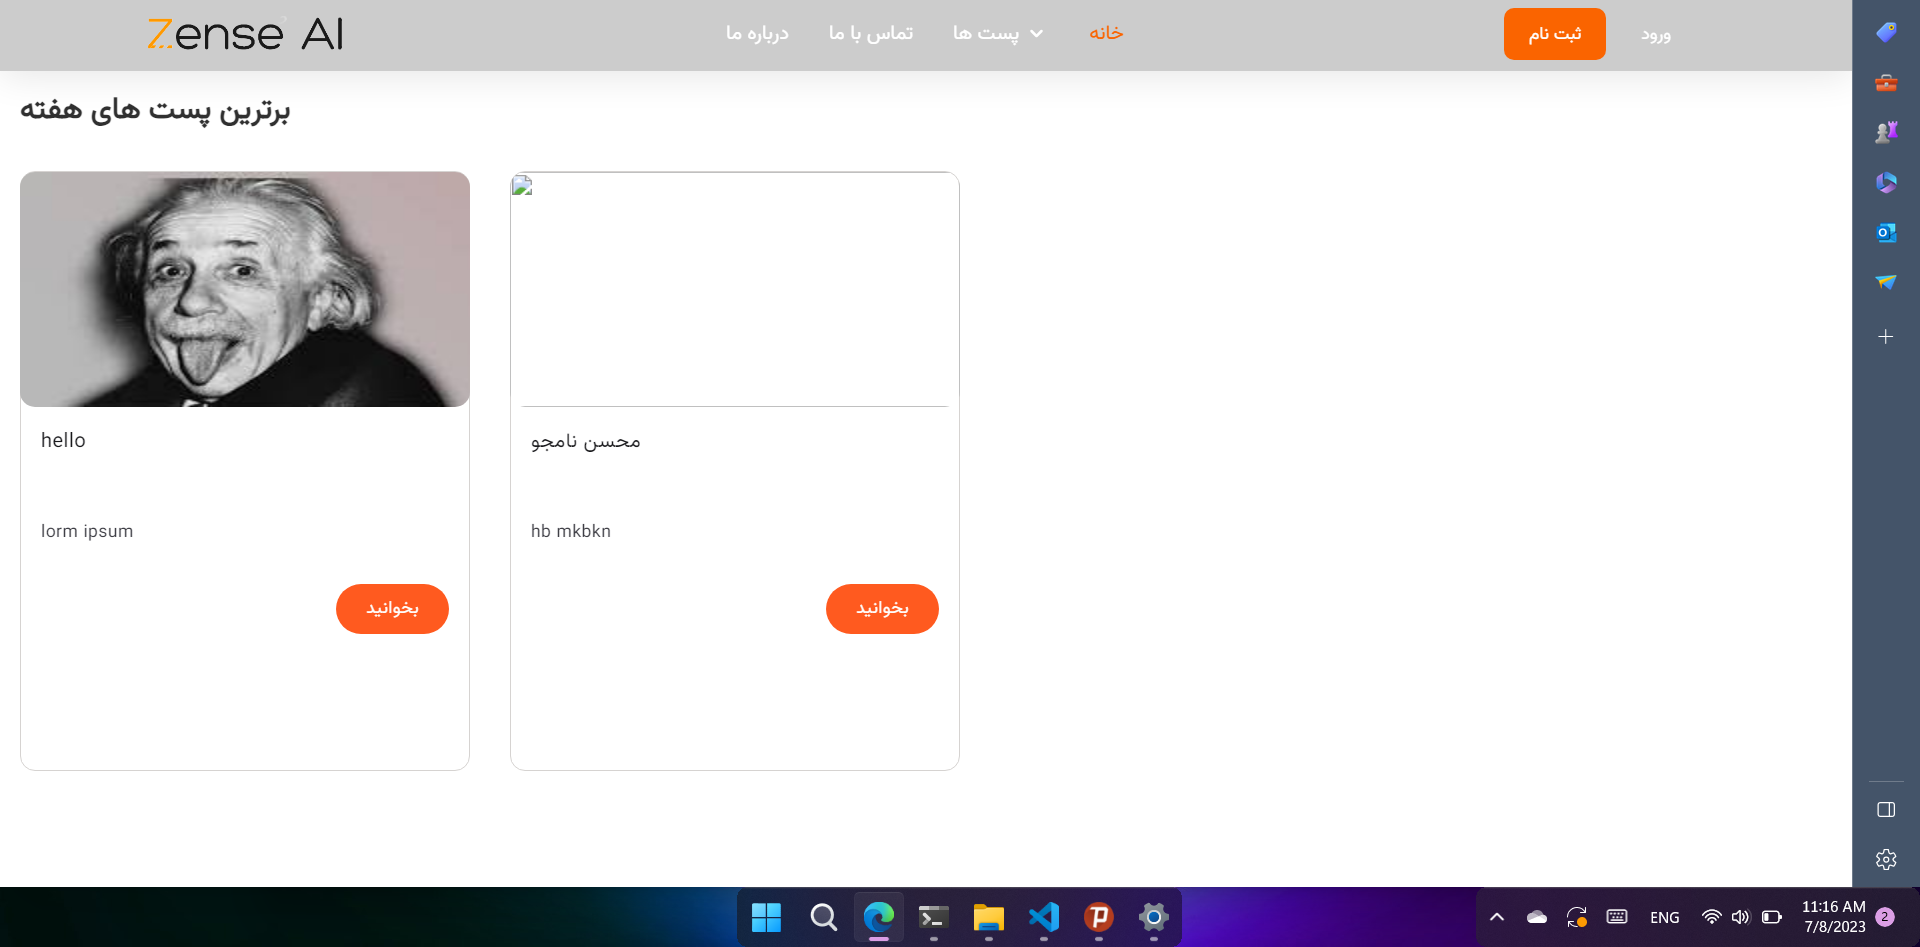 Zense AI
درباره ما
تماس با ما
پست ها
خانه
ثبت نام
ورود
برترین پست های هفته
hello
lorm ipsum
بخوانید
محسن نامجو
hb mkbkn
بخوانید
ENG
11:16 AM
7/8/2023
2